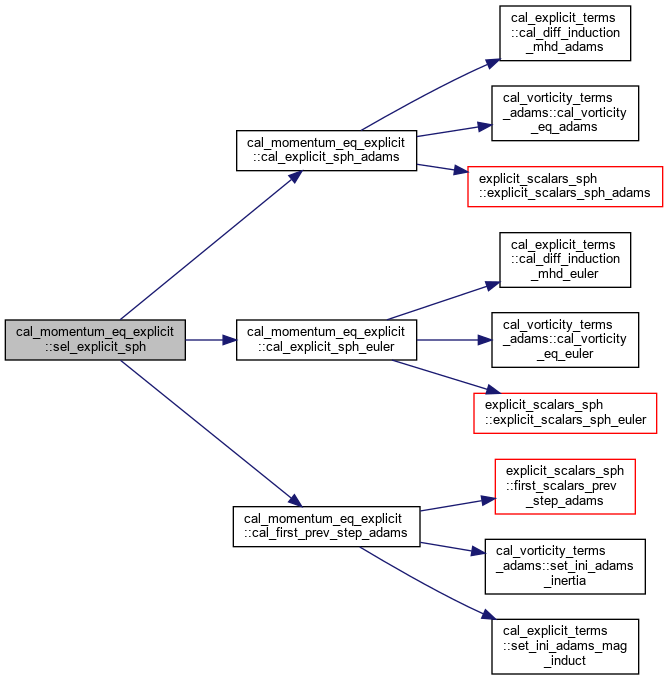 cal_momentum_eq_explicit
::sel_explicit_sph
cal_momentum_eq_explicit
::cal_explicit_sph_adams
cal_explicit_terms
::cal_diff_induction
_mhd_adams
cal_vorticity_terms
_adams::cal_vorticity
_eq_adams
explicit_scalars_sph
::explicit_scalars_sph_adams
cal_momentum_eq_explicit
::cal_explicit_sph_euler
cal_explicit_terms
::cal_diff_induction
_mhd_euler
cal_vorticity_terms
_adams::cal_vorticity
_eq_euler
explicit_scalars_sph
::explicit_scalars_sph_euler
cal_momentum_eq_explicit
::cal_first_prev_step_adams
explicit_scalars_sph
::first_scalars_prev
_step_adams
cal_vorticity_terms
_adams::set_ini_adams
_inertia
cal_explicit_terms
::set_ini_adams_mag
_induct